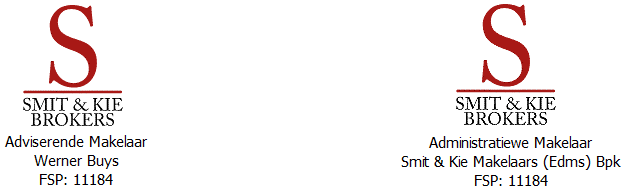 S
SMIT & KIE
BROKERS
Adviserende Makelaar
Werner Buys
FSP: 11184
S
SMIT & KIE
BROKERS
Administratiewe Makelaar
Smit & Kie Makelaars (Edms) Bpk
FSP: 11184